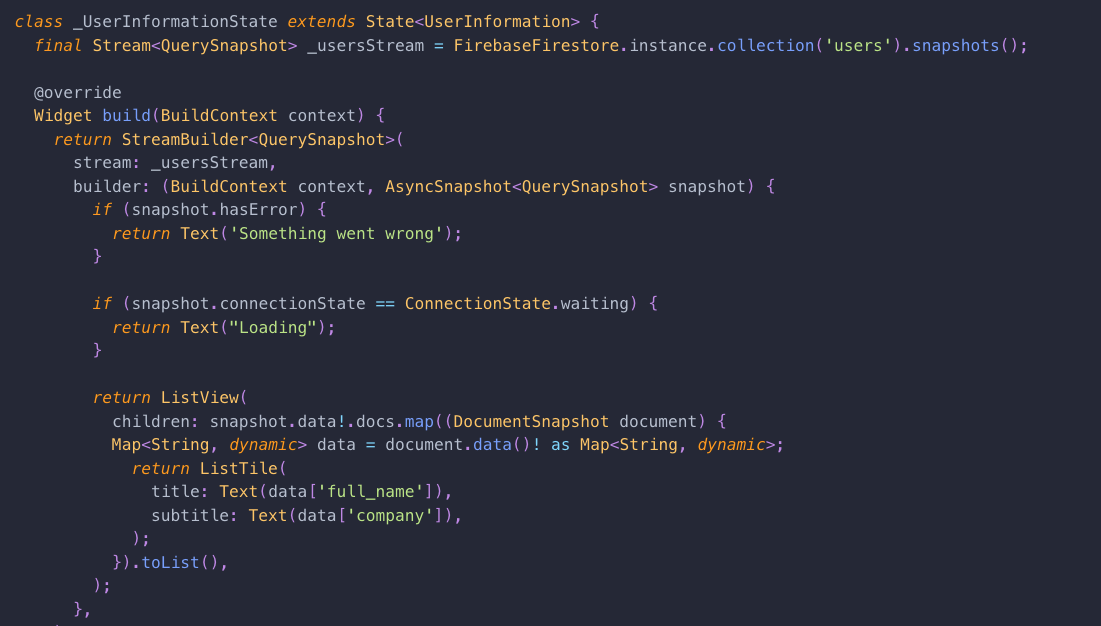 class _UserInformationState extends State<UserInformation> {
  final Stream<QuerySnapshot> _usersStream = FirebaseFirestore.instance.collection('users').snapshots();

  @override
  Widget build(BuildContext context) {
    return StreamBuilder<QuerySnapshot>(
      stream: _usersStream,
      builder: (BuildContext context, AsyncSnapshot<QuerySnapshot> snapshot) {
        if (snapshot.hasError) {
          return Text('Something went wrong');
        }

        if (snapshot.connectionState == ConnectionState.waiting) {
          return Text("Loading");
        }

        return ListView(
          children: snapshot.data!.docs.map((DocumentSnapshot document) {
          Map<String, dynamic> data = document.data()! as Map<String, dynamic>;
            return ListTile(
              title: Text(data['full_name']),
              subtitle: Text(data['company']),
            );
          }).toList(),
        );
      },